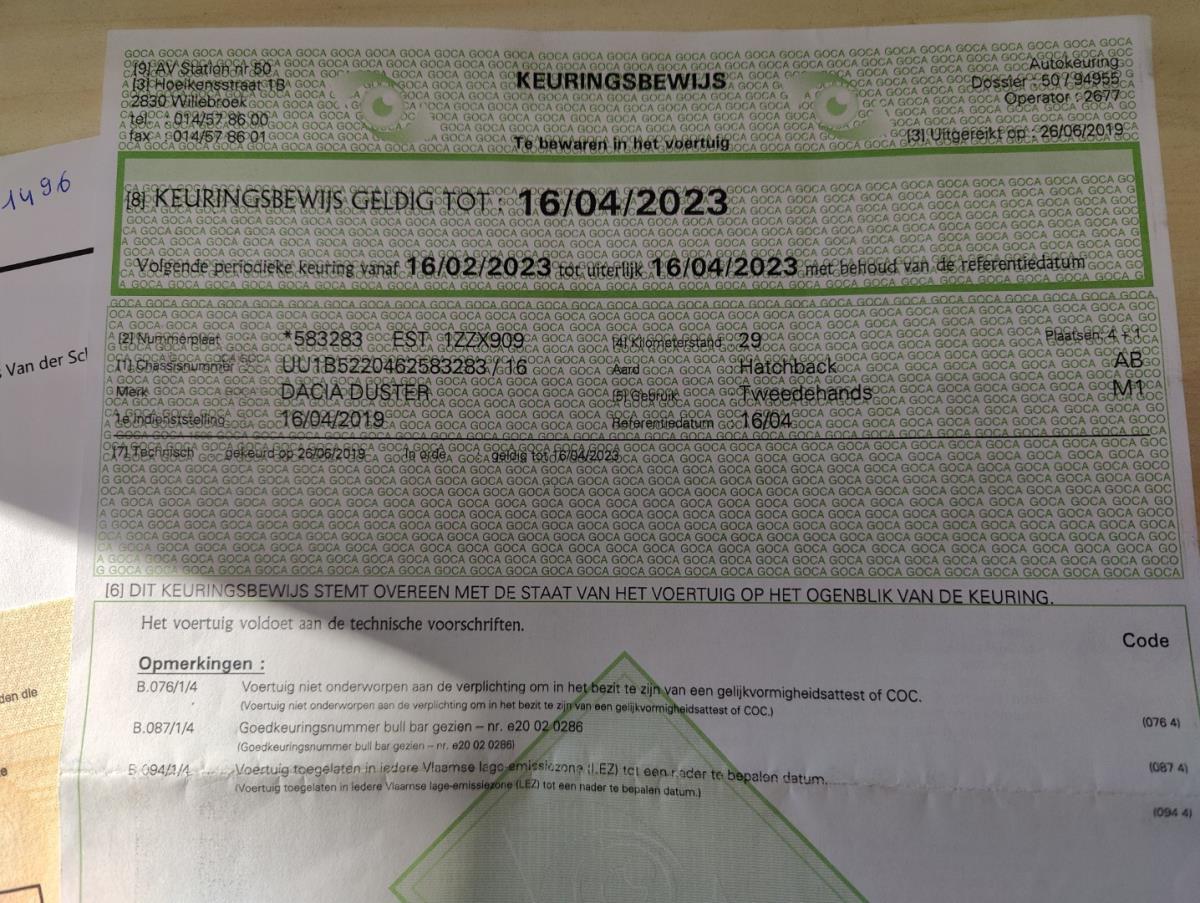 1496
[9] AV Station nr 50
[3] Hoeikensstraat 1B
2830 Willebroek
tel. : 014/57 86 00
fax : 014/57 86 01
KEURINGSBEWIJS
Te bewaren in het voertuig
Autokeuring
Dossier : 50 / 94955
Operator : 2677
[3] Uitgereikt op : 26/06/2019
[8] KEURINGSBEWIJS GELDIG TOT : 16/04/2023
Volgende periodieke keuring vanaf 16/02/2023 tot uiterlijk 16/04/2023 met behoud van de referentiedatum
[2] Nummerplaat *583283 EST 1ZZX909 [4] Kilometerstand 29 Plaatsen: 4 + 1
[1] Chassisnummer UU1B5220462583283 / 16 Aard Hatchback AB
Merk DACIA DUSTER [5] Gebruik Tweedehands M1
1e Indienststelling 16/04/2019 Referentiedatum 16/04
[7] Technisch gekeurd op 26/06/2019 In orde geldig tot 16/04/2023
[6] DIT KEURINGSBEWIJS STEMT OVEREEN MET DE STAAT VAN HET VOERTUIG OP HET OGENBLIK VAN DE KEURING.
Het voertuig voldoet aan de technische voorschriften.
Code
Opmerkingen :
B.076/1/4 Voertuig niet onderworpen aan de verplichting om in het bezit te zijn van een gelijkvormigheidsattest of COC.
(Voertuig niet onderworpen aan de verplichting om in het bezit te zijn van een gelijkvormigheidsattest of COC.)
(076 4)
B.087/1/4 Goedkeuringsnummer bull bar gezien – nr. e20 02 0286
(Goedkeuringsnummer bull bar gezien – nr. e20 02 0286)
(087 4)
B.094/1/4 Voertuig toegelaten in iedere Vlaamse lage-emissiezone (LEZ) tot een nader te bepalen datum.
(Voertuig toegelaten in iedere Vlaamse lage-emissiezone (LEZ) tot een nader te bepalen datum.)
(094 4)
Van der Sch
den die